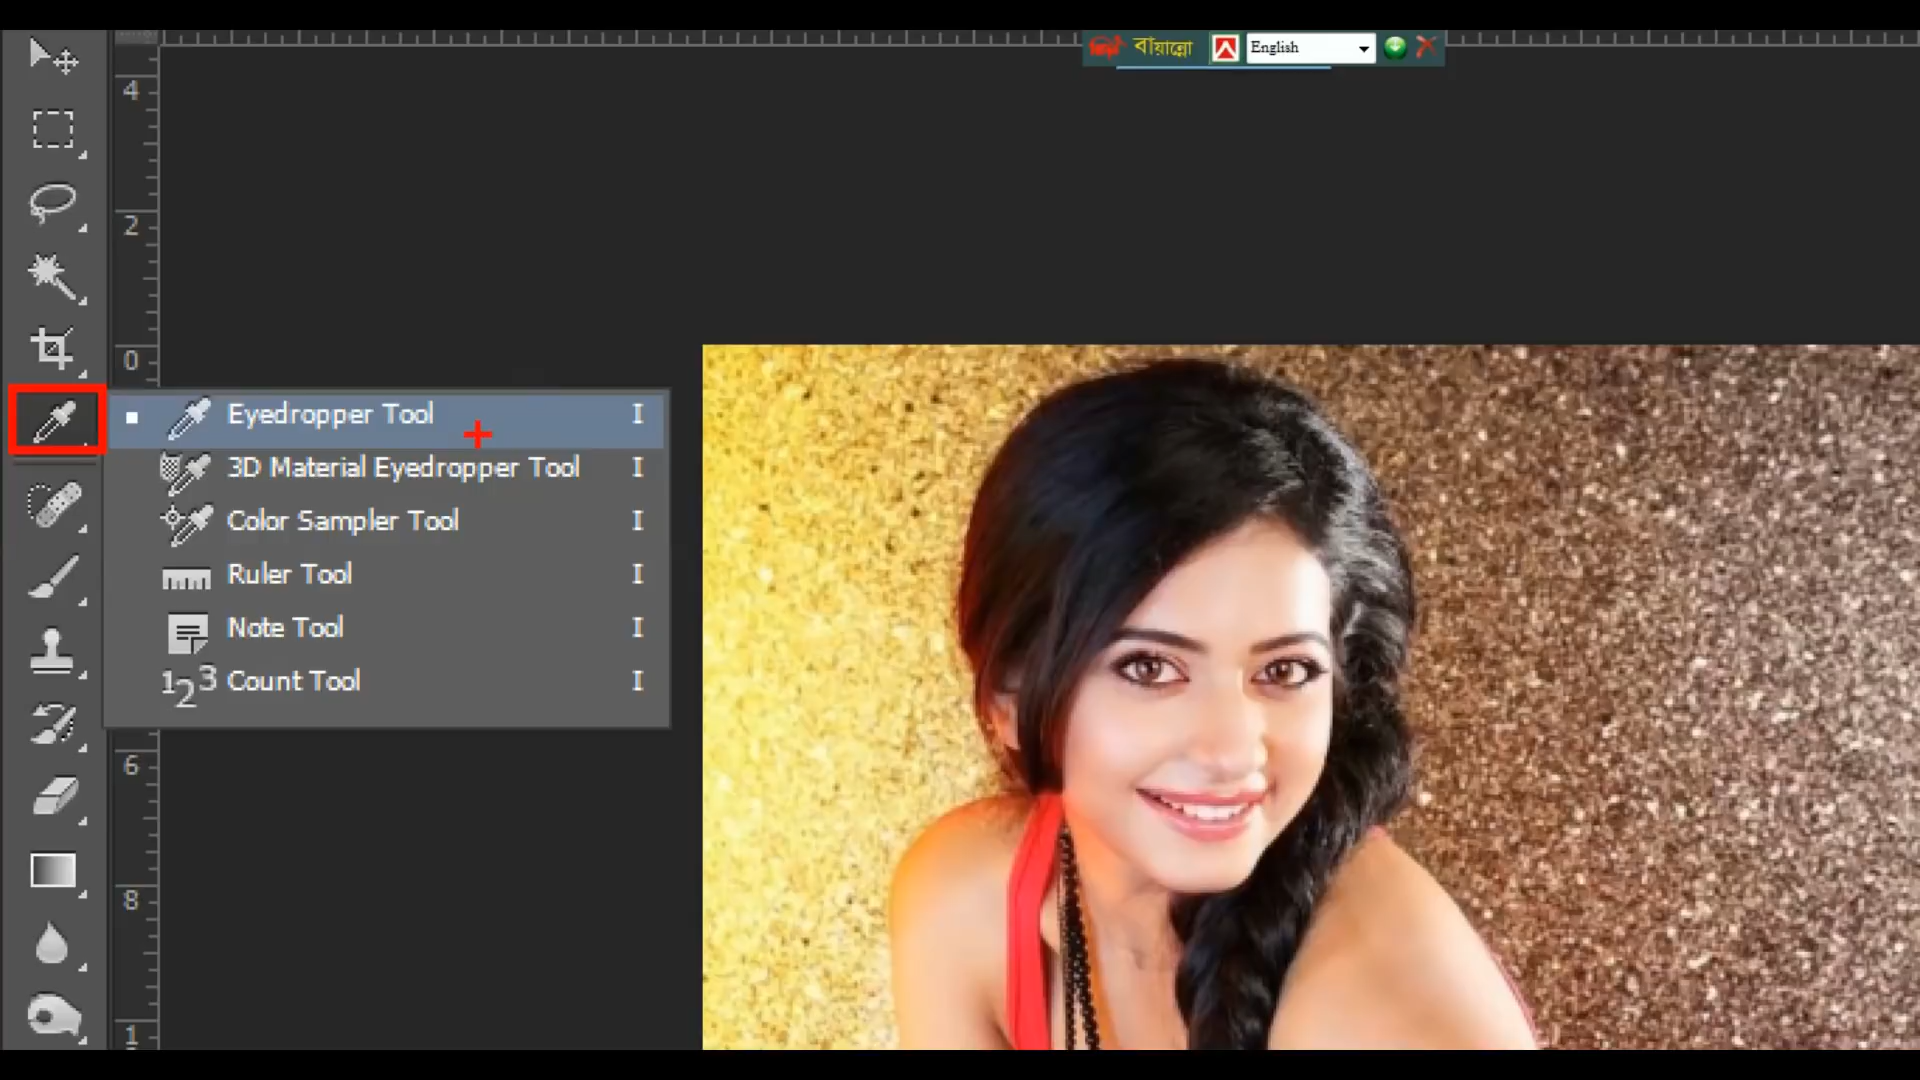 বায়ান্নো English
4
2
0
Eyedropper Tool I
3D Material Eyedropper Tool I
Color Sampler Tool I
Ruler Tool I
Note Tool I
123 Count Tool I
6
8
1